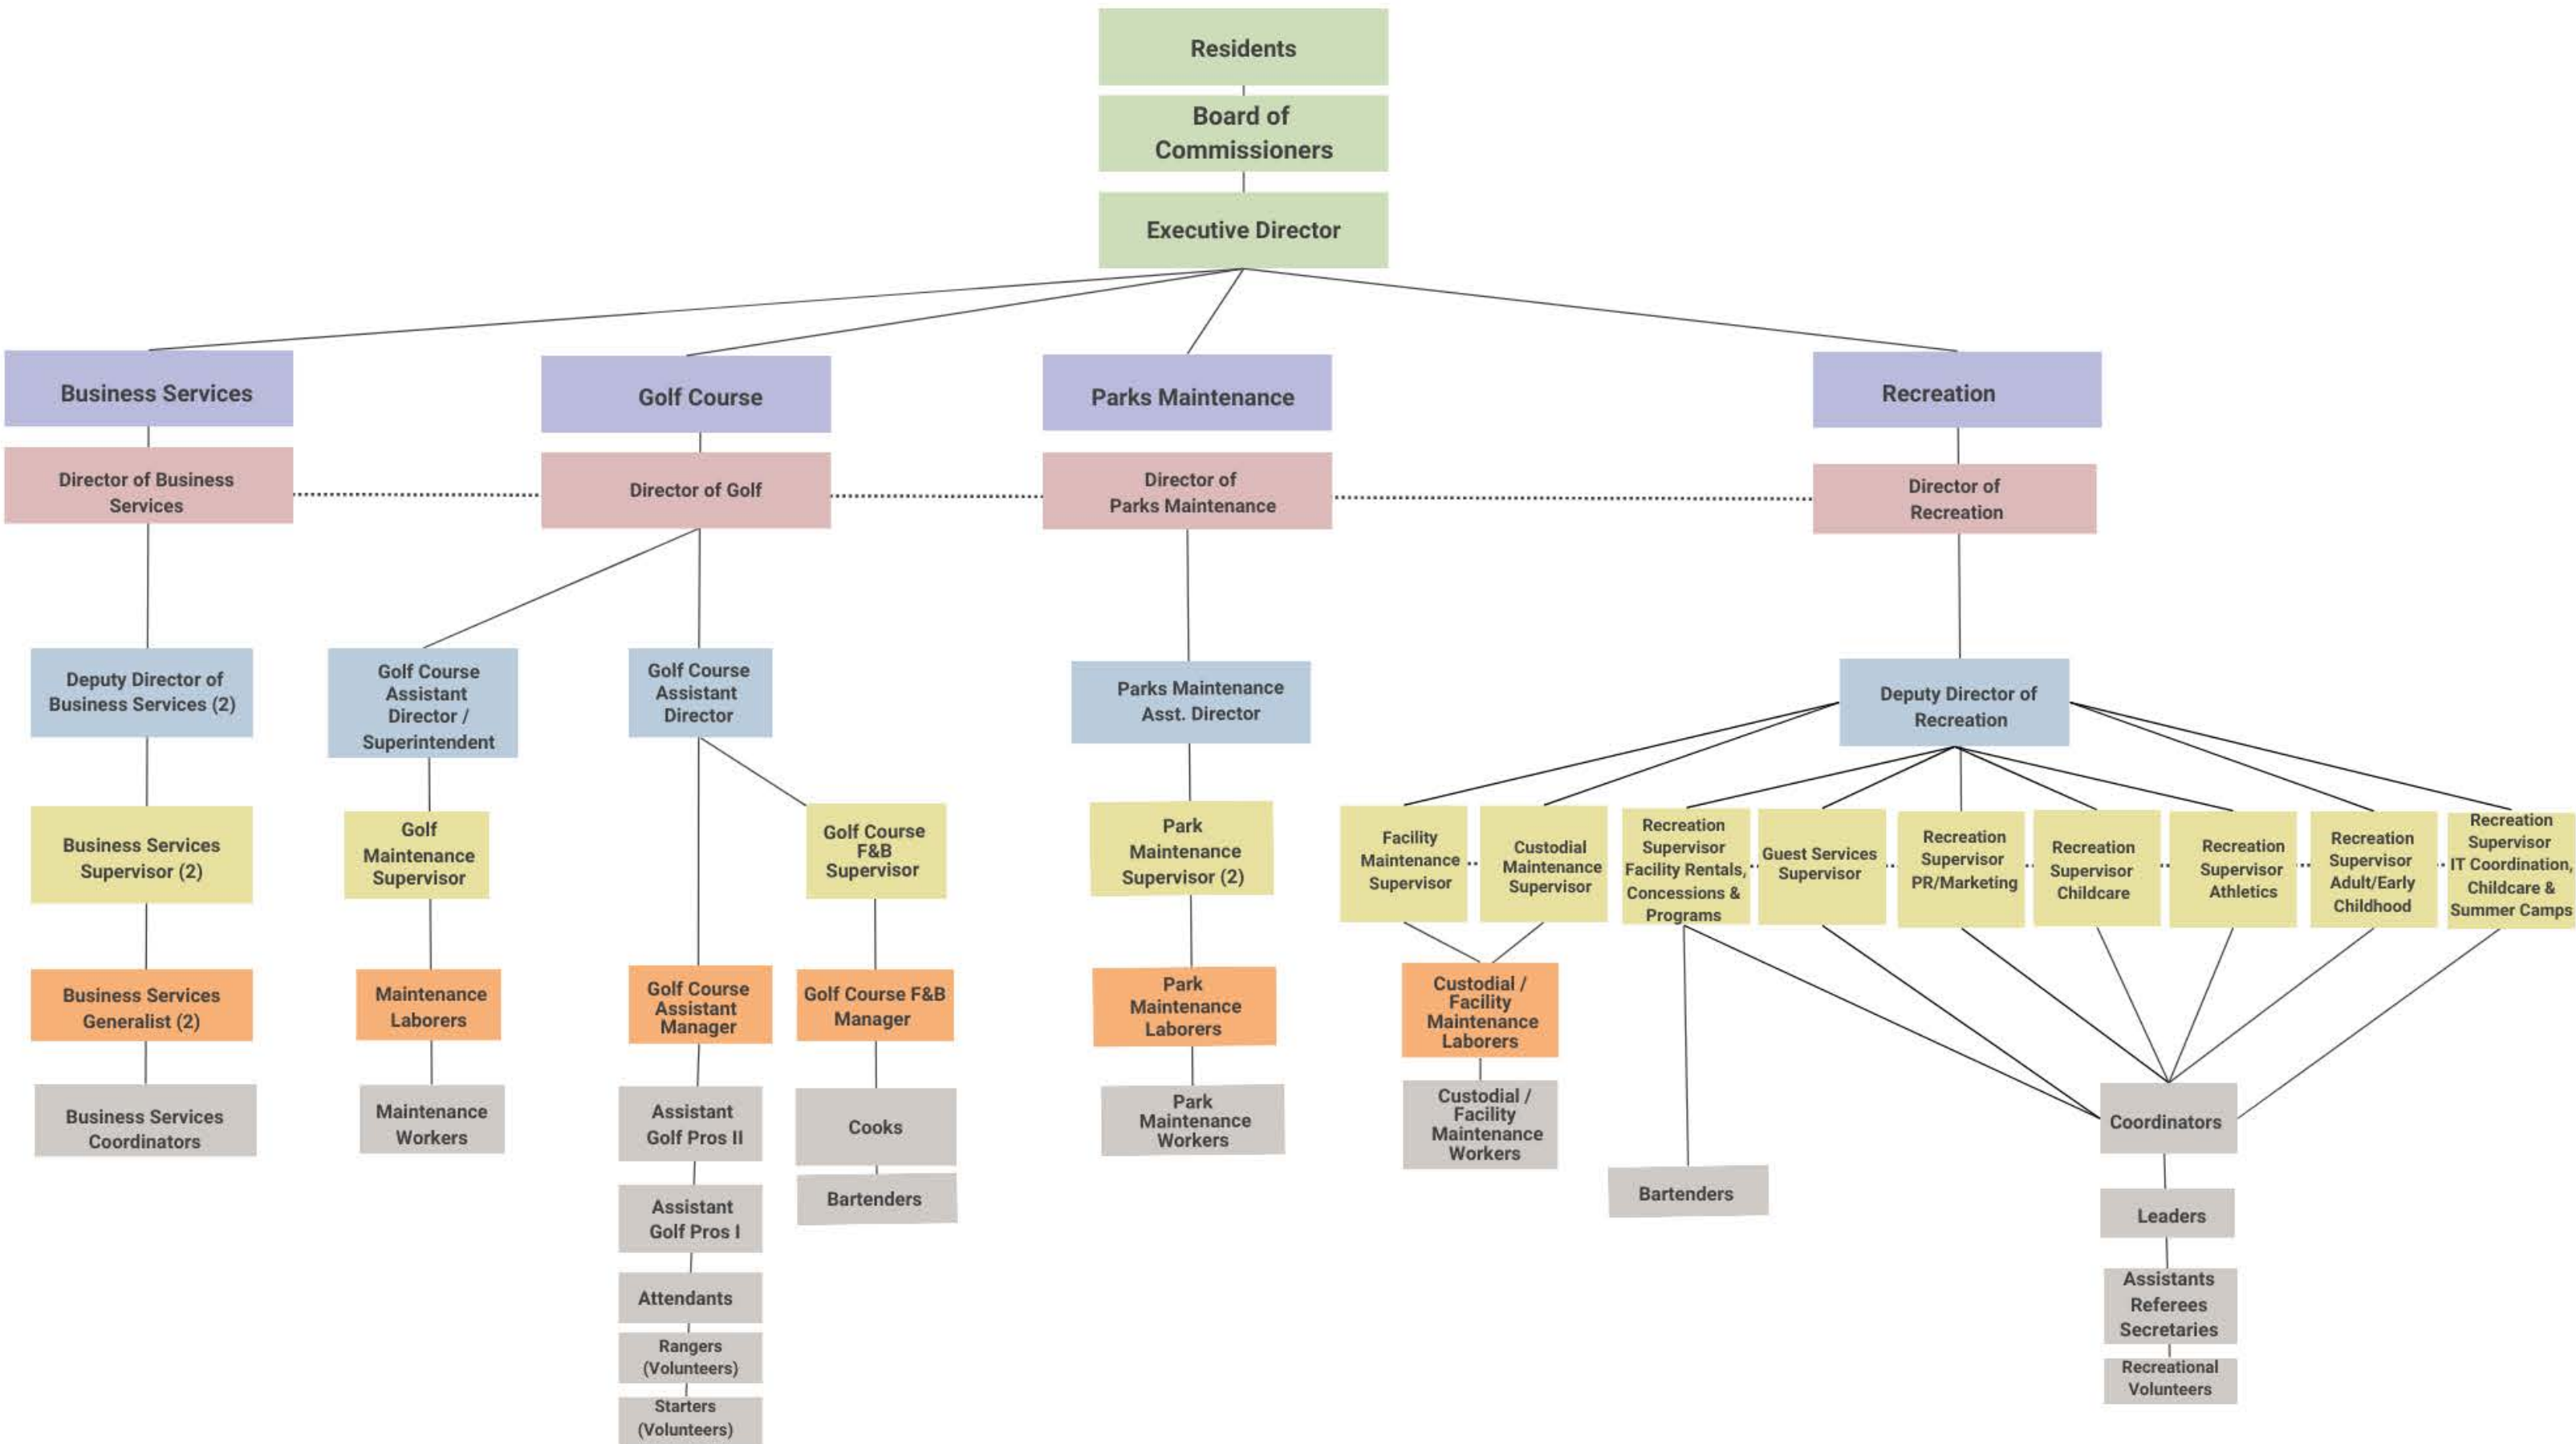 Residents
Board of
Commissioners
Executive Director
Business Services
Golf Course
Parks Maintenance
Recreation
Director of Business
Services
Director of Golf
Director of
Parks Maintenance
Director of
Recreation
Deputy Director of
Business Services (2)
Golf Course
Assistant
Director /
Superintendent
Golf Course
Assistant
Director
Parks Maintenance
Asst. Director
Deputy Director of
Recreation
Business Services
Supervisor (2)
Golf
Maintenance
Supervisor
Golf Course
F&B
Supervisor
Park
Maintenance
Supervisor (2)
Facility
Maintenance
Supervisor
Custodial
Maintenance
Supervisor
Recreation
Supervisor
Facility Rentals,
Concessions &
Programs
Guest Services
Supervisor
Recreation
Supervisor
PR/Marketing
Recreation
Supervisor
Childcare
Recreation
Supervisor
Athletics
Recreation
Supervisor
Adult/Early
Childhood
Recreation
Supervisor
IT Coordination,
Childcare &
Summer Camps
Business Services
Generalist (2)
Maintenance
Laborers
Golf Course
Assistant
Manager
Golf Course F&B
Manager
Park
Maintenance
Laborers
Custodial /
Facility
Maintenance
Laborers
Business Services
Coordinators
Maintenance
Workers
Assistant
Golf Pros II
Cooks
Park
Maintenance
Workers
Custodial /
Facility
Maintenance
Workers
Coordinators
Assistant
Golf Pros I
Bartenders
Bartenders
Leaders
Attendants
Assistants
Referees
Secretaries
Rangers
(Volunteers)
Recreational
Volunteers
Starters
(Volunteers)